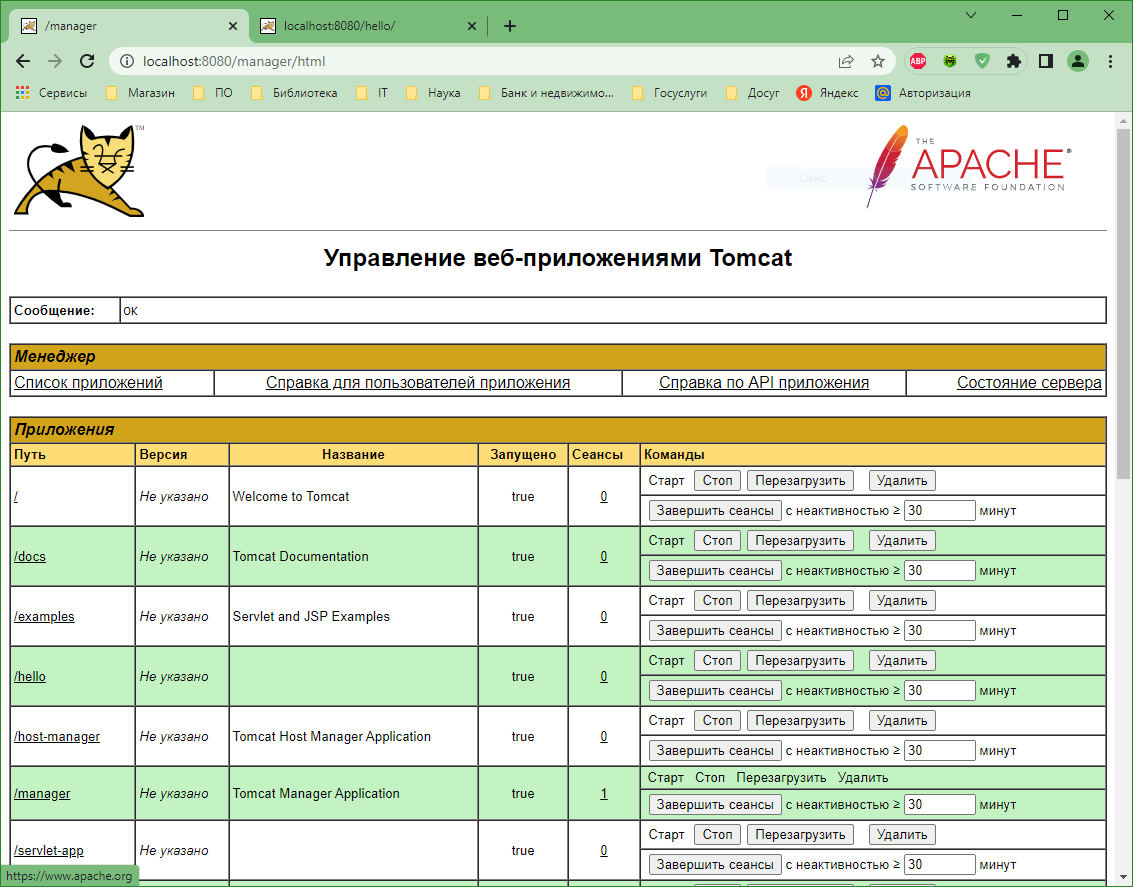 /manager
localhost:8080/hello/
localhost:8080/manager/html
ABP
Сервисы Магазин ПО Библиотека IT Наука Банк и недвижимо... Госуслуги Досуг Я Яндекс @ Авторизация
TM
THE
APACHE®
SOFTWARE FOUNDATION
Окно
Управление веб-приложениями Tomcat
Сообщение: OK
Менеджер
Список приложений Справка для пользователей приложения Справка по API приложения Состояние сервера
Приложения
Путь Версия Название Запущено Сеансы Команды
/ Не указано Welcome to Tomcat true 0 Старт Стоп Перезагрузить Удалить
Завершить сеансы с неактивностью ≥ 30 минут
/docs Не указано Tomcat Documentation true 0 Старт Стоп Перезагрузить Удалить
Завершить сеансы с неактивностью ≥ 30 минут
/examples Не указано Servlet and JSP Examples true 0 Старт Стоп Перезагрузить Удалить
Завершить сеансы с неактивностью ≥ 30 минут
/hello Не указано true 0 Старт Стоп Перезагрузить Удалить
Завершить сеансы с неактивностью ≥ 30 минут
/host-manager Не указано Tomcat Host Manager Application true 0 Старт Стоп Перезагрузить Удалить
Завершить сеансы с неактивностью ≥ 30 минут
/manager Не указано Tomcat Manager Application true 1 Старт Стоп Перезагрузить Удалить
Завершить сеансы с неактивностью ≥ 30 минут
/servlet-app Не указано true 0 Старт Стоп Перезагрузить Удалить
Завершить сеансы с неактивностью ≥ 30 минут
https://www.apache.org